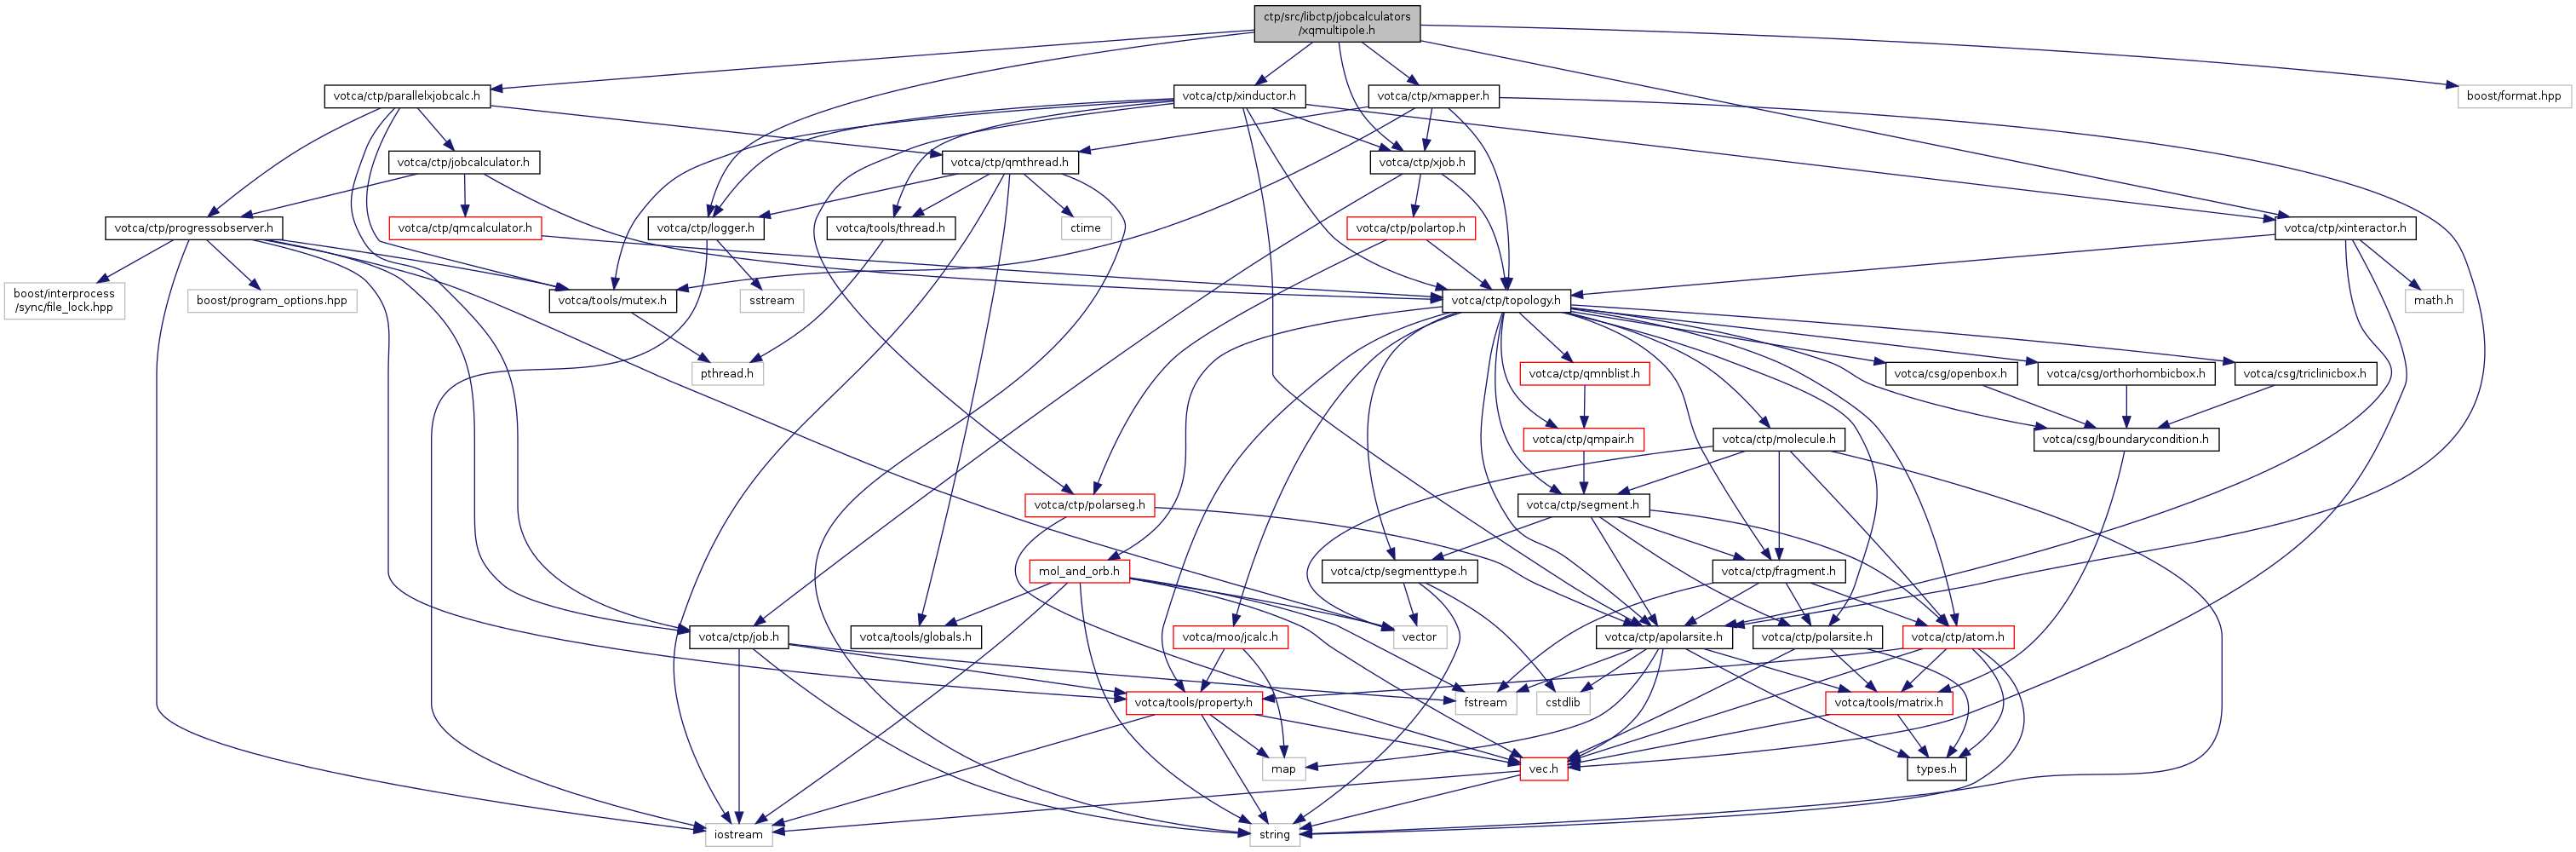 ctp/src/libctp/jobcalculators
/xqmultipole.h
votca/ctp/parallelxjobcalc.h
votca/ctp/xinductor.h
votca/ctp/xmapper.h
boost/format.hpp
votca/ctp/jobcalculator.h
votca/ctp/qmthread.h
votca/ctp/xjob.h
votca/ctp/progressobserver.h
votca/ctp/qmcalculator.h
votca/ctp/logger.h
votca/tools/thread.h
ctime
votca/ctp/polartop.h
votca/ctp/xinteractor.h
boost/interprocess
/sync/file_lock.hpp
boost/program_options.hpp
votca/tools/mutex.h
sstream
votca/ctp/topology.h
math.h
pthread.h
votca/ctp/qmnblist.h
votca/csg/openbox.h
votca/csg/orthorhombicbox.h
votca/csg/triclinicbox.h
votca/ctp/qmpair.h
votca/ctp/molecule.h
votca/csg/boundarycondition.h
votca/ctp/polarseg.h
votca/ctp/segment.h
mol_and_orb.h
votca/ctp/segmenttype.h
votca/ctp/fragment.h
votca/ctp/job.h
votca/tools/globals.h
vector
votca/moo/jcalc.h
votca/ctp/apolarsite.h
votca/ctp/polarsite.h
votca/ctp/atom.h
votca/tools/property.h
fstream
cstdlib
votca/tools/matrix.h
map
vec.h
types.h
iostream
string